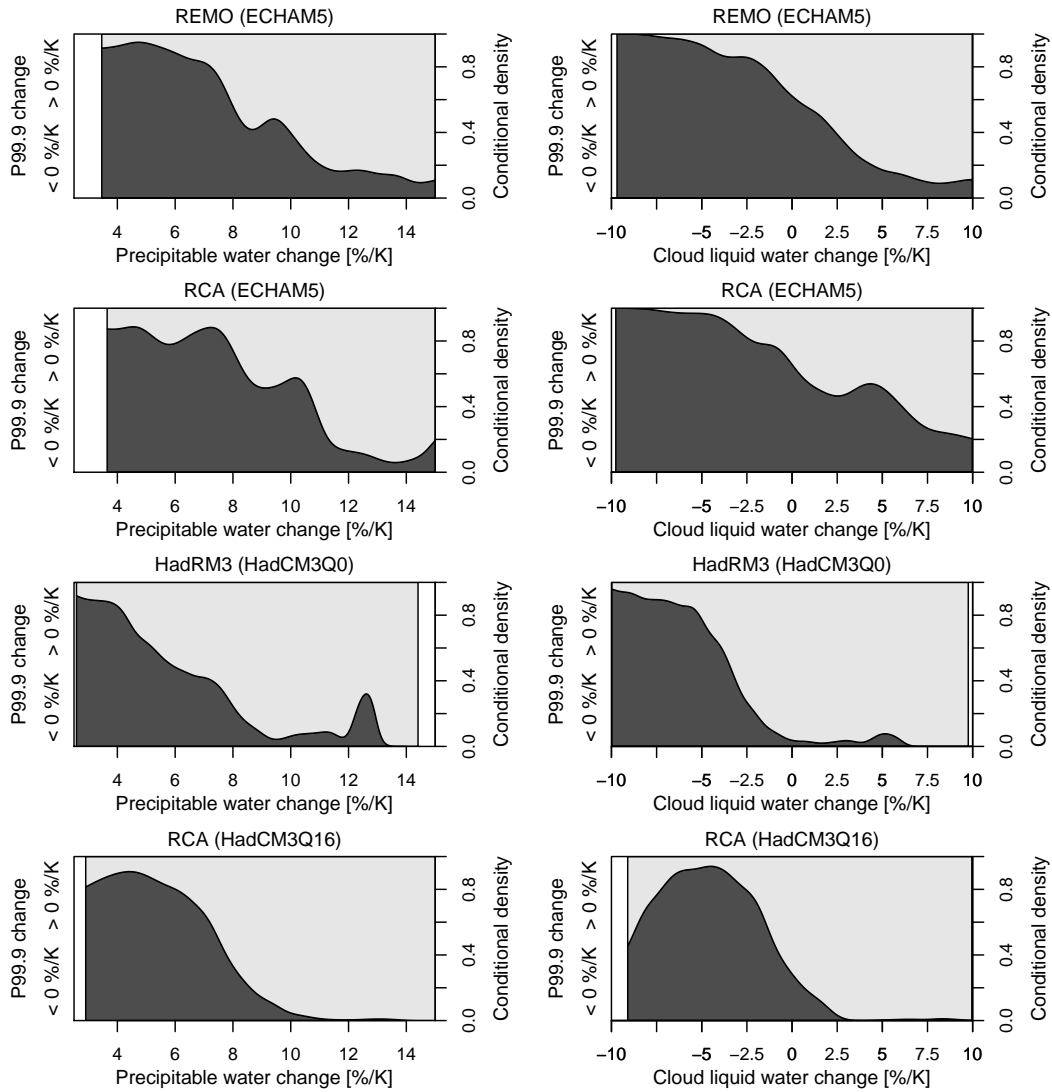 REMO (ECHAM5)
P99.9 change
< 0 %/K > 0 %/K
0.0 0.4 0.8
Conditional density
4 6 8 10 12 14
Precipitable water change [%/K]
REMO (ECHAM5)
P99.9 change
< 0 %/K > 0 %/K
0.0 0.4 0.8
Conditional density
−10 −5 −2.5 0 2.5 5 7.5 10
Cloud liquid water change [%/K]
RCA (ECHAM5)
P99.9 change
< 0 %/K > 0 %/K
0.0 0.4 0.8
Conditional density
4 6 8 10 12 14
Precipitable water change [%/K]
RCA (ECHAM5)
P99.9 change
< 0 %/K > 0 %/K
0.0 0.4 0.8
Conditional density
−10 −5 −2.5 0 2.5 5 7.5 10
Cloud liquid water change [%/K]
HadRM3 (HadCM3Q0)
P99.9 change
< 0 %/K > 0 %/K
0.0 0.4 0.8
Conditional density
4 6 8 10 12 14
Precipitable water change [%/K]
HadRM3 (HadCM3Q0)
P99.9 change
< 0 %/K > 0 %/K
0.0 0.4 0.8
Conditional density
−10 −5 −2.5 0 2.5 5 7.5 10
Cloud liquid water change [%/K]
RCA (HadCM3Q16)
P99.9 change
< 0 %/K > 0 %/K
0.0 0.4 0.8
Conditional density
4 6 8 10 12 14
Precipitable water change [%/K]
RCA (HadCM3Q16)
P99.9 change
< 0 %/K > 0 %/K
0.0 0.4 0.8
Conditional density
−10 −5 −2.5 0 2.5 5 7.5 10
Cloud liquid water change [%/K]